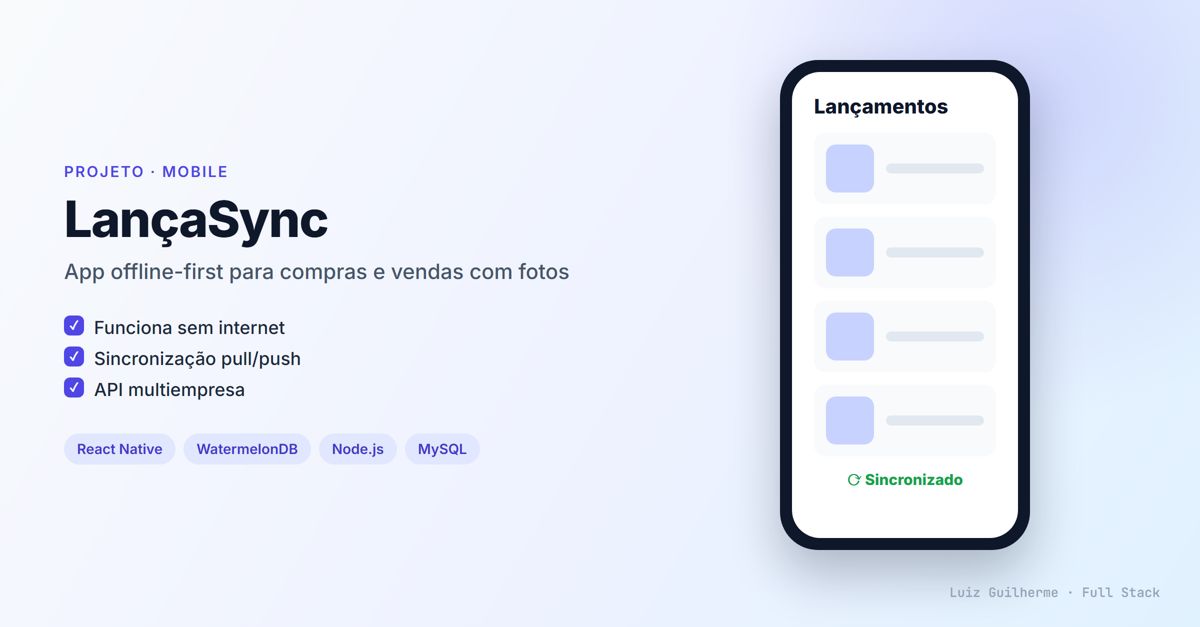 PROJETO · MOBILE
LançaSync
App offline-first para compras e vendas com fotos
Funciona sem internet
Sincronização pull/push
API multiempresa
React Native WatermelonDB Node.js MySQL
Lançamentos
Sincronizado
Luiz Guilherme · Full Stack